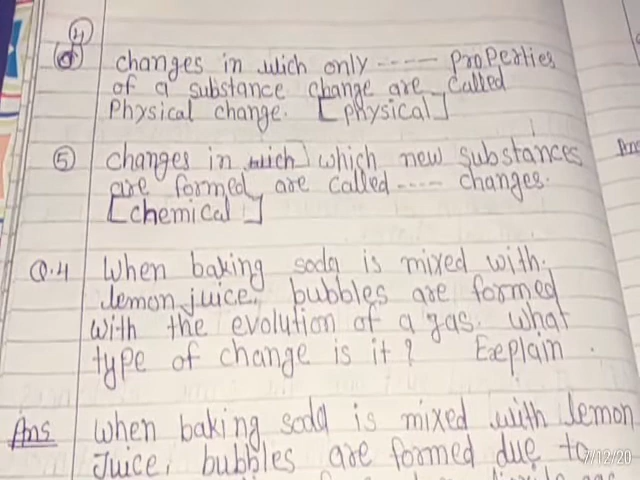 4
changes in wich only ---- properties
of a substance change are called
Physical change. [physical]
5 changes in wich which new substances
are formed are called ---- changes.
[chemical]
Q.4 When baking soda is mixed with
lemon juice, bubbles are formed
with the evolution of a gas. what
type of change is it? Explain.
Ans when baking soda is mixed with lemon
Juice, bubbles are formed due to
7/12/20